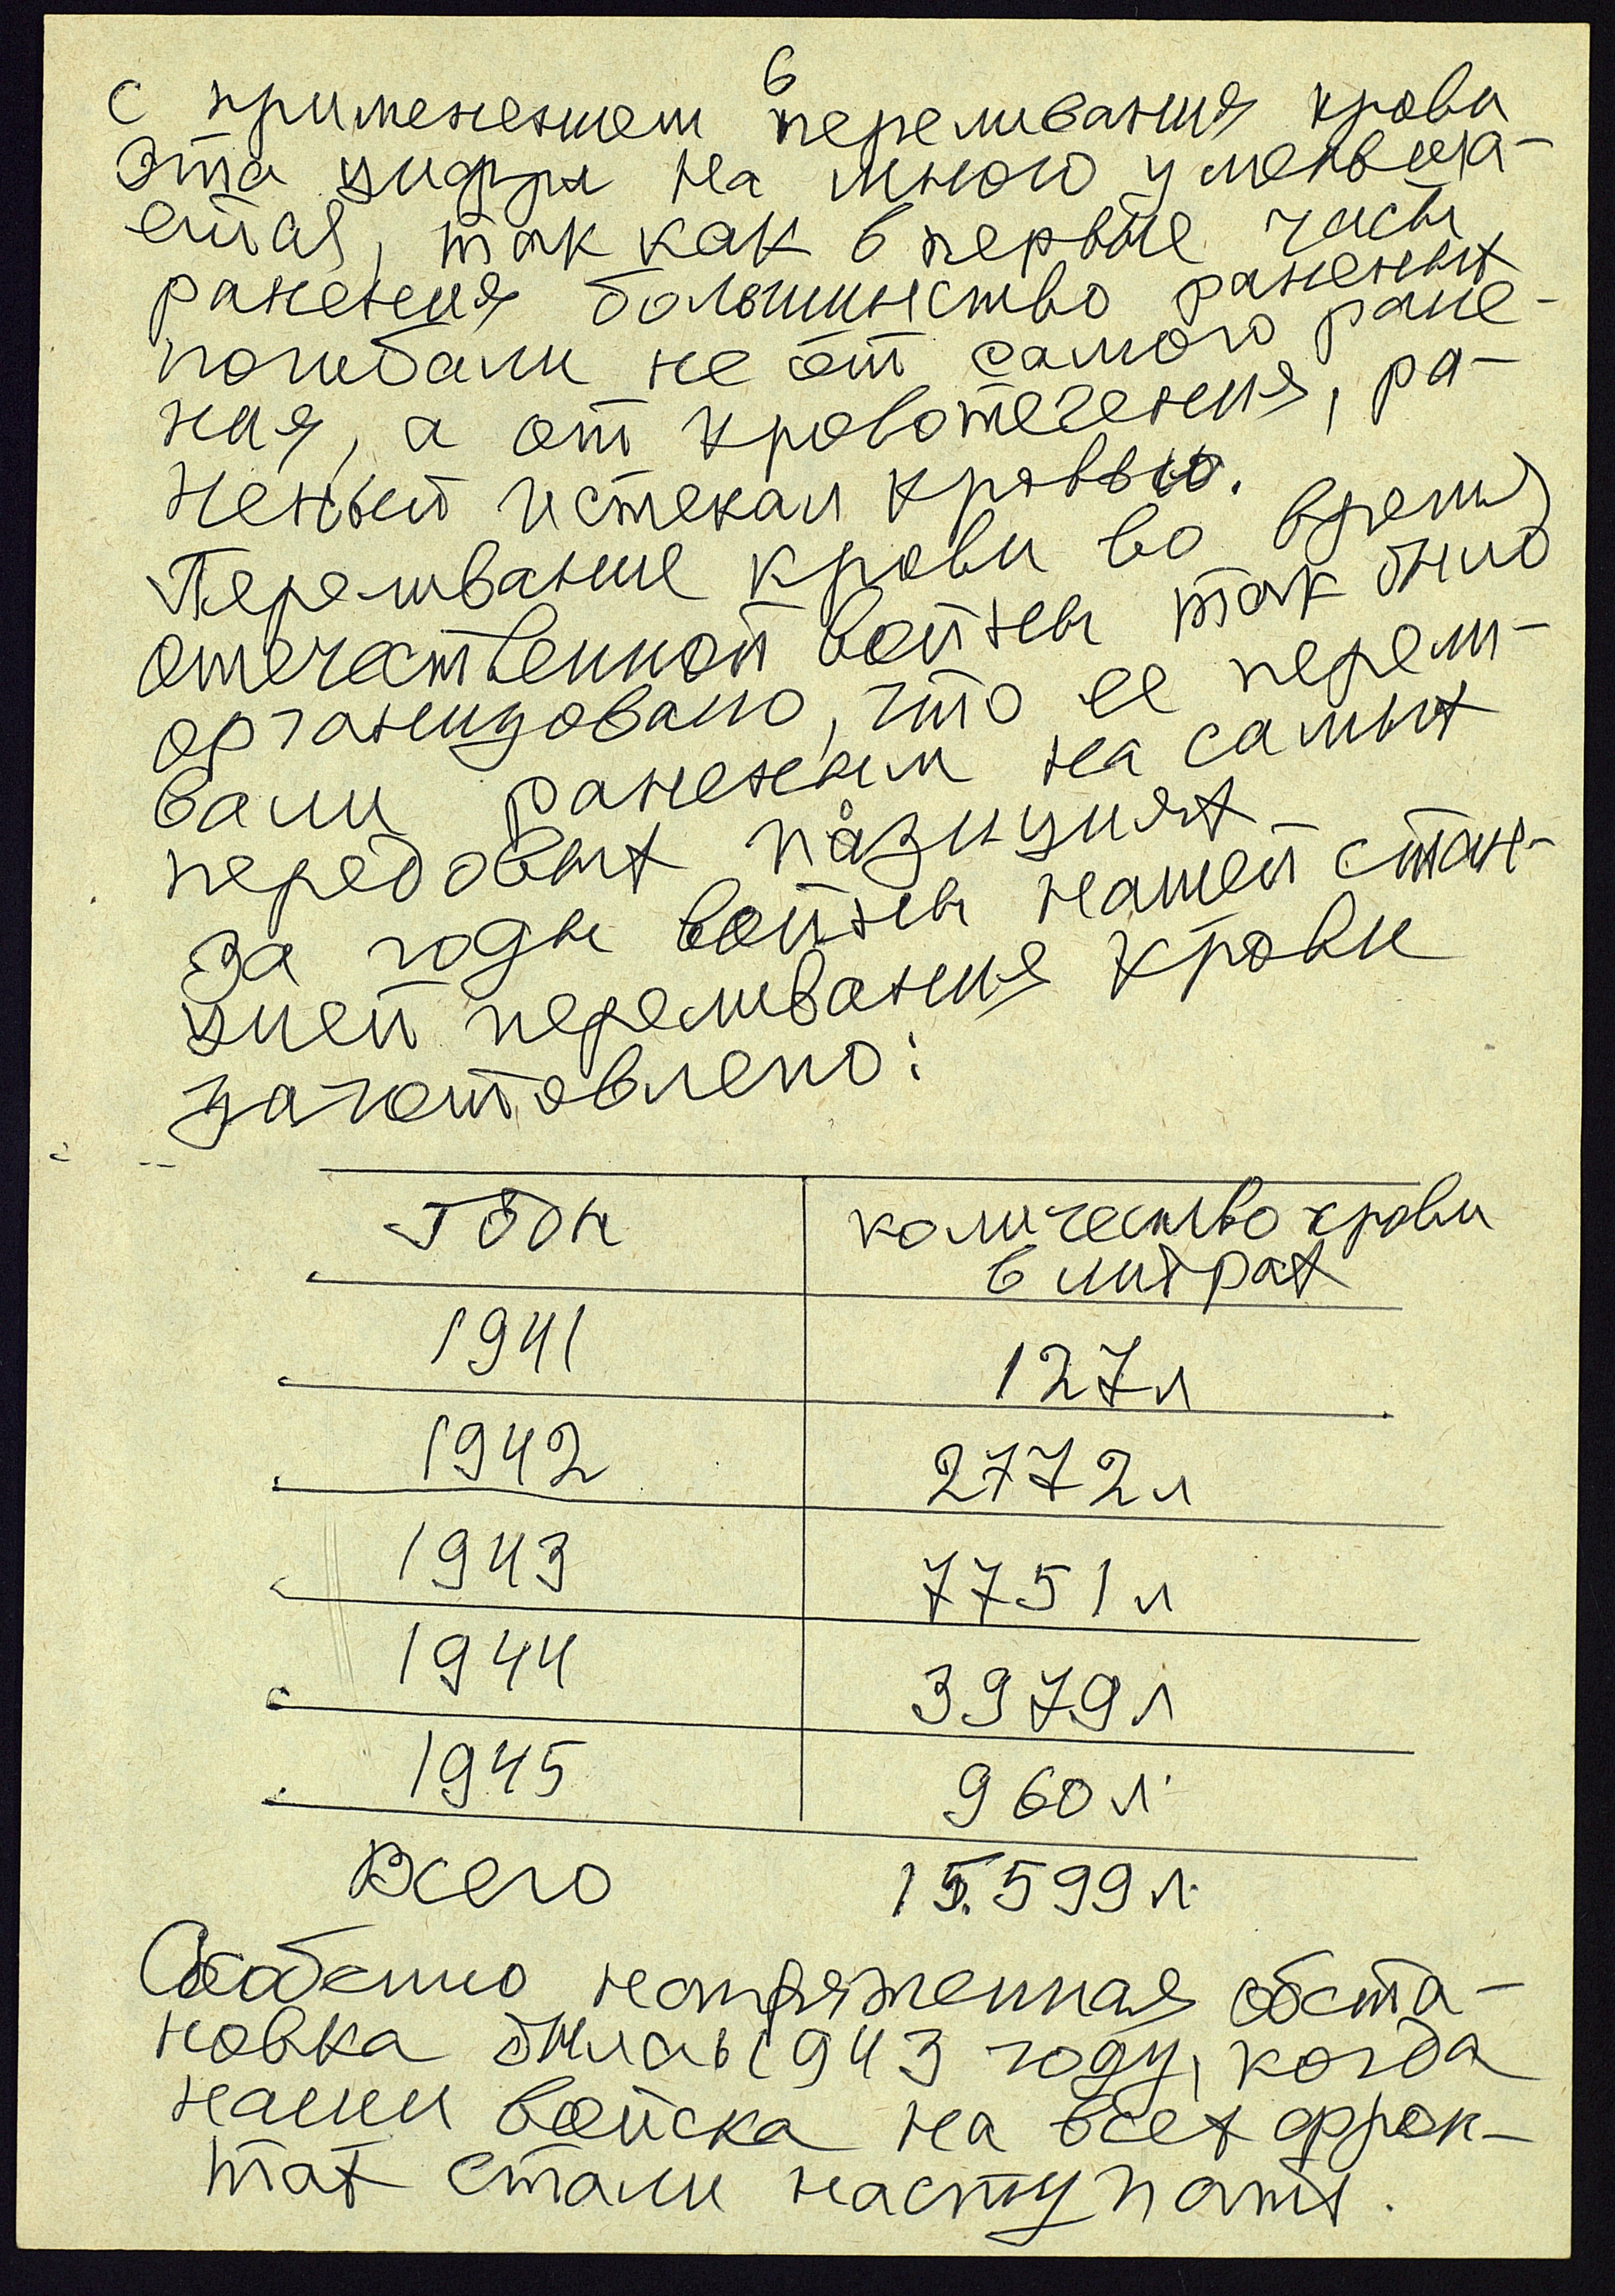 6
с применением переливания крови
эта цифра на много уменьша-
ется, так как в первые часы
ранения большинство раненых
погибали не от самого ране-
ния, а от кровотечения, ра-
неный истекал кровью.
Переливание крови во время
отечественной войны так было
организовано, что ее перели-
вали раненым на самых
передовых позициях.
За годы войны нашей стан-
цией переливания крови
заготовлено:
Годы количество крови
в литрах
1941 127л
1942 2772л
1943 7751л
1944 3979л
1945 960л
Всего 15.599л.
Особенно напряженная обста-
новка была в 1943 году, когда
наши войска на всех фрон-
тах стали наступать.